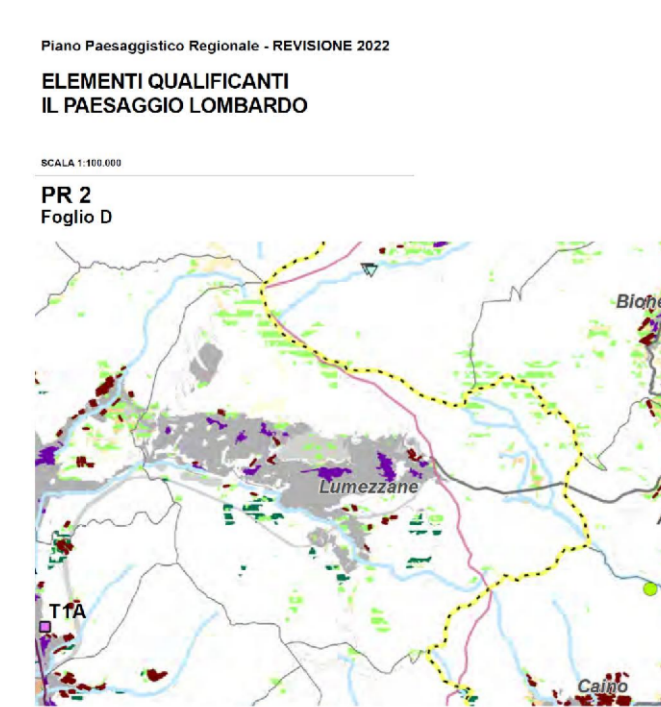 Piano Paesaggistico Regionale - REVISIONE 2022
ELEMENTI QUALIFICANTI
IL PAESAGGIO LOMBARDO
SCALA 1:100.000
PR 2
Foglio D
Lumezzane
T1A
Caino